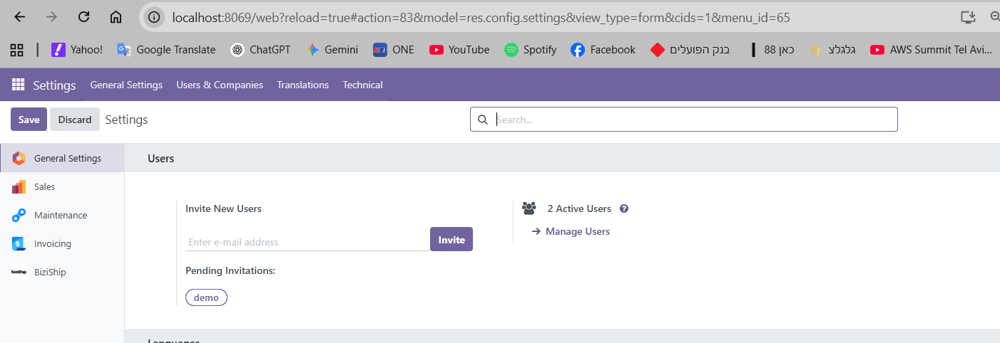 localhost:8069/web?reload=true#action=83&model=res.config.settings&view_type=form&cids=1&menu_id=65
Yahoo! Google Translate ChatGPT Gemini ONE YouTube Spotify Facebook בנק הפועלים כאן 88 גלגלצ AWS Summit Tel Avi...
Settings General Settings Users & Companies Translations Technical
Save Discard Settings Search...
General Settings
Sales
Maintenance
Invoicing
BiziShip BiziShip
Users
Invite New Users
Enter e-mail address Invite
Pending Invitations:
demo
2 Active Users ?
Manage Users
Languages